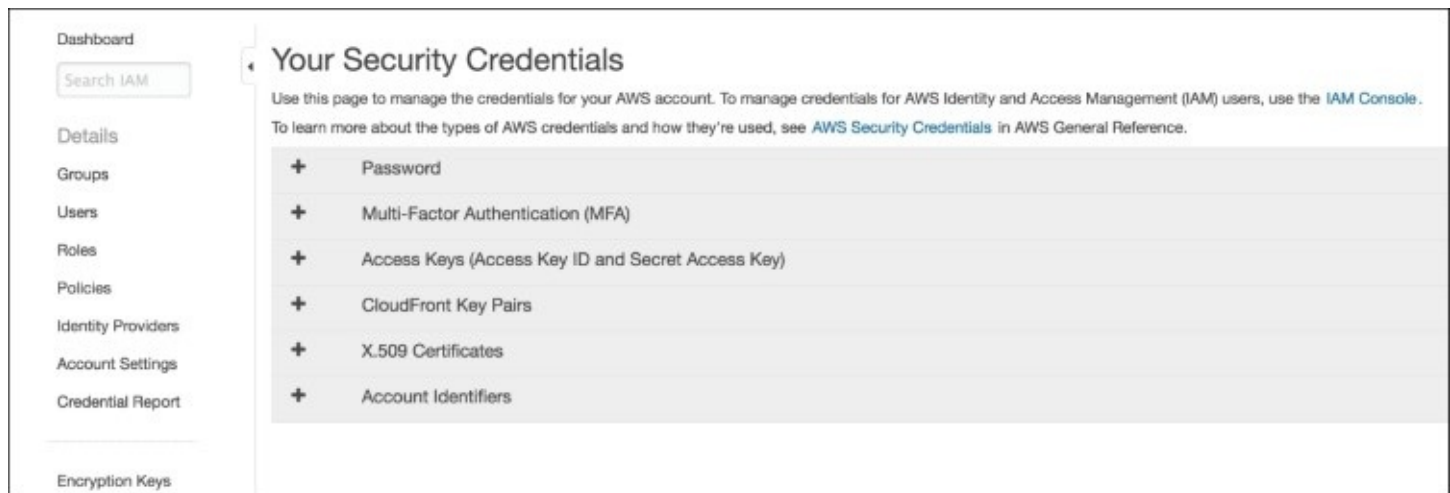 Dashboard
Search IAM
Details
Groups
Users
Roles
Policies
Identity Providers
Account Settings
Credential Report
Encryption Keys
Your Security Credentials
Use this page to manage the credentials for your AWS account. To manage credentials for AWS Identity and Access Management (IAM) users, use the IAM Console.
To learn more about the types of AWS credentials and how they're used, see AWS Security Credentials in AWS General Reference.
Password
Multi-Factor Authentication (MFA)
Access Keys (Access Key ID and Secret Access Key)
CloudFront Key Pairs
X.509 Certificates
Account Identifiers